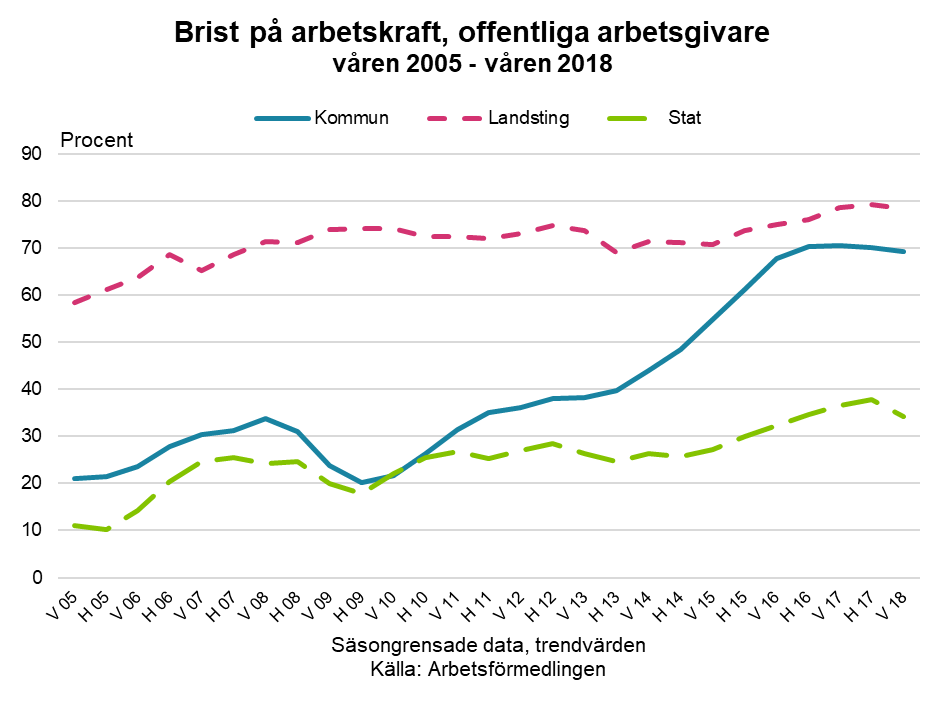 Brist på arbetskraft, offentliga arbetsgivare
våren 2005 - våren 2018
Kommun Landsting Stat
Procent
90
80
70
60
50
40
30
20
10
0
V 05 H 05 V 06 H 06 V 07 H 07 V 08 H 08 V 09 H 09 V 10 H 10 V 11 H 11 V 12 H 12 V 13 H 13 V 14 H 14 V 15 H 15 V 16 H 16 V 17 H 17 V 18
Säsongrensade data, trendvärden
Källa: Arbetsförmedlingen